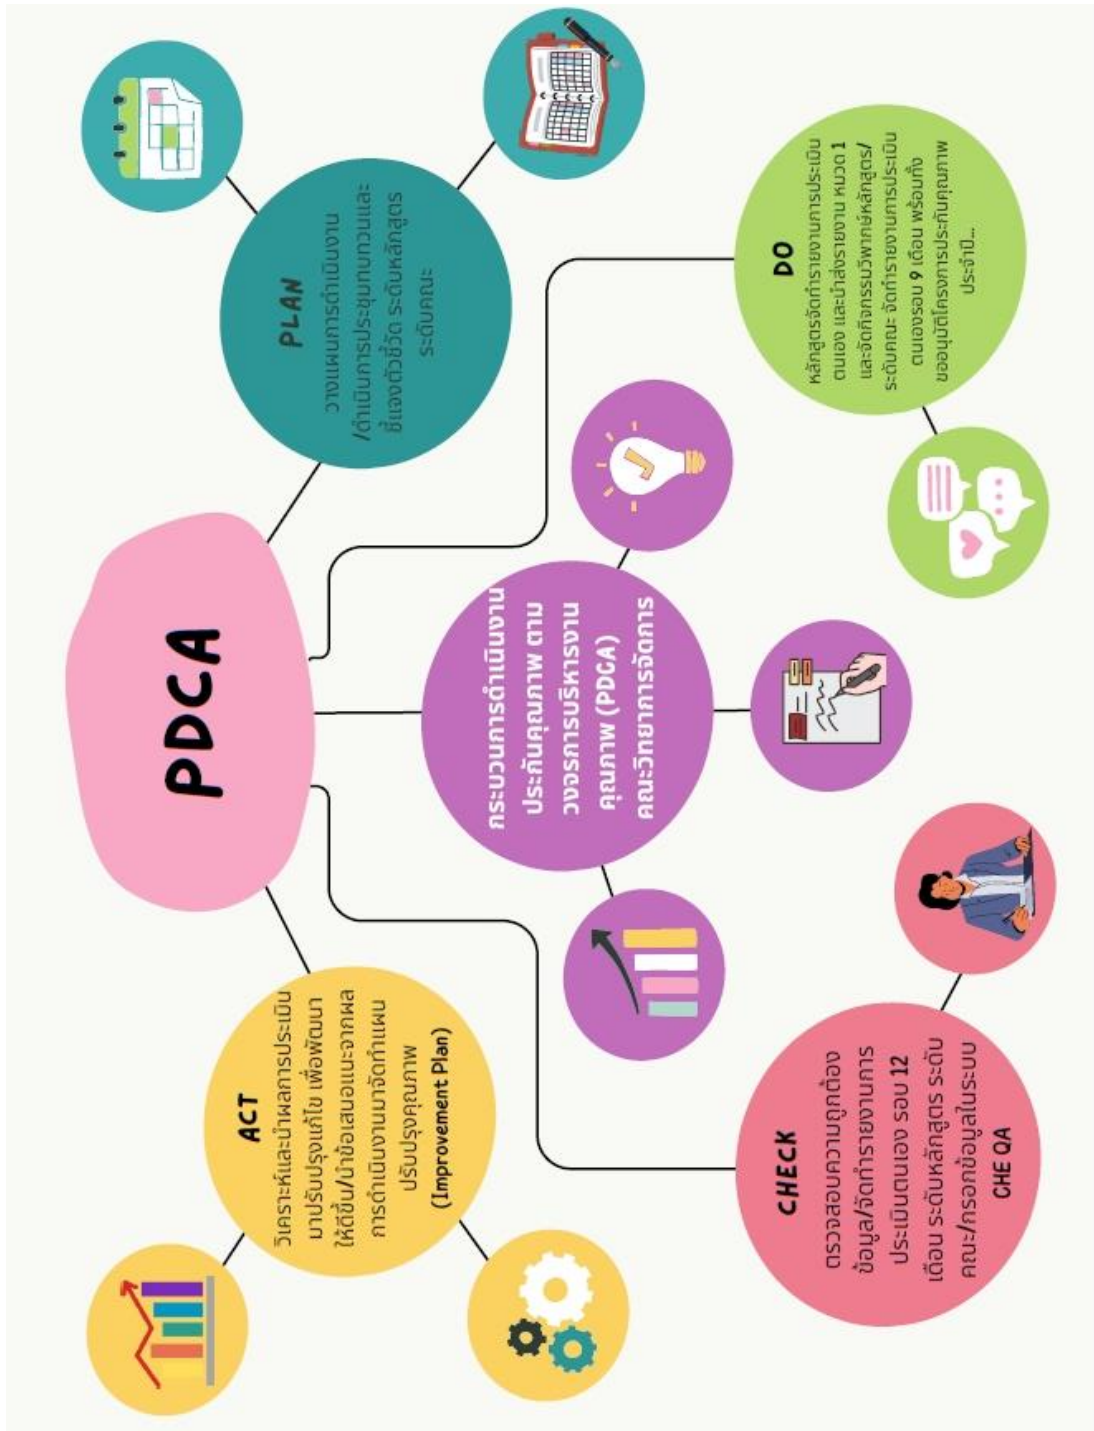 PDCA
ACT
วิเคราะห์และนำผลการประเมิน
มาปรับปรุงแก้ไข เพื่อพัฒนา
ให้ดีขึ้น/นำข้อเสนอแนะจากผล
การดำเนินงานมาจัดทำแผน
ปรับปรุงคุณภาพ
(Improvement Plan)
PLAN
วางแผนการดำเนินงาน
/ดำเนินการประชุมทบทวนและ
ชี้แจงตัวชี้วัด ระดับหลักสูตร
ระดับคณะ
กระบวนการดำเนินงาน
ประกันคุณภาพ ตาม
วงจรการบริหารงาน
คุณภาพ (PDCA)
คณะวิทยาการจัดการ
CHECK
ตรวจสอบความถูกต้อง
ข้อมูล/จัดทำรายงานการ
ประเมินตนเอง รอบ 12
เดือน ระดับหลักสูตร ระดับ
คณะ/กรอกข้อมูลในระบบ
CHE QA
DO
หลักสูตรจัดทำรายงานการประเมิน
ตนเอง และนำส่งรายงาน หมวด 1
และจัดกิจกรรมวิพากษ์หลักสูตร/
ระดับคณะ จัดทำรายงานการประเมิน
ตนเองรอบ 9 เดือน พร้อมทั้ง
ขออนุมัติโครงการประกันคุณภาพ
ประจำปี...